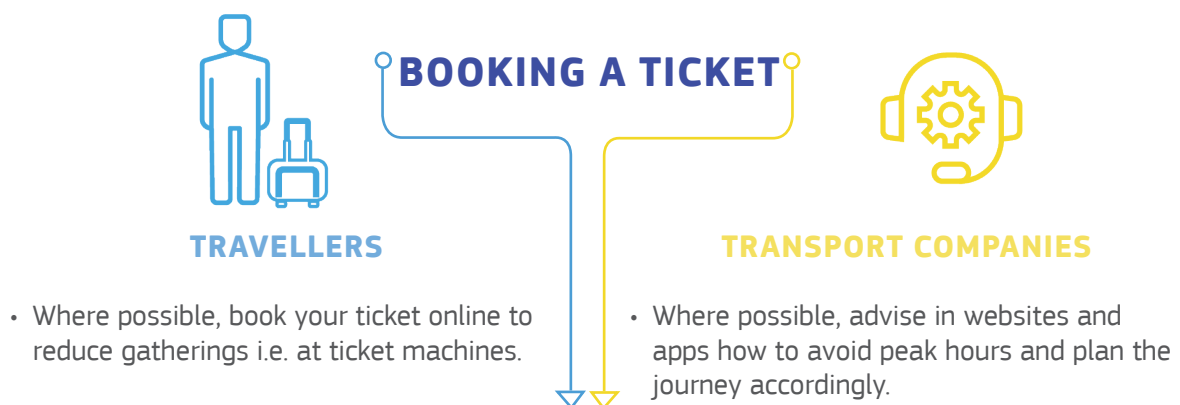 BOOKING A TICKET
TRAVELLERS
• Where possible, book your ticket online to
reduce gatherings i.e. at ticket machines.
TRANSPORT COMPANIES
• Where possible, advise in websites and
apps how to avoid peak hours and plan the
journey accordingly.